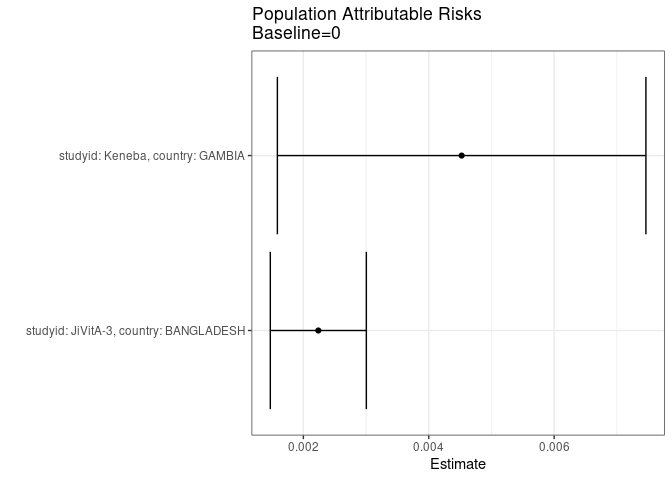 Population Attributable Risks
Baseline=0
studyid: Keneba, country: GAMBIA
studyid: JiVitA-3, country: BANGLADESH
0.002
0.004
0.006
Estimate